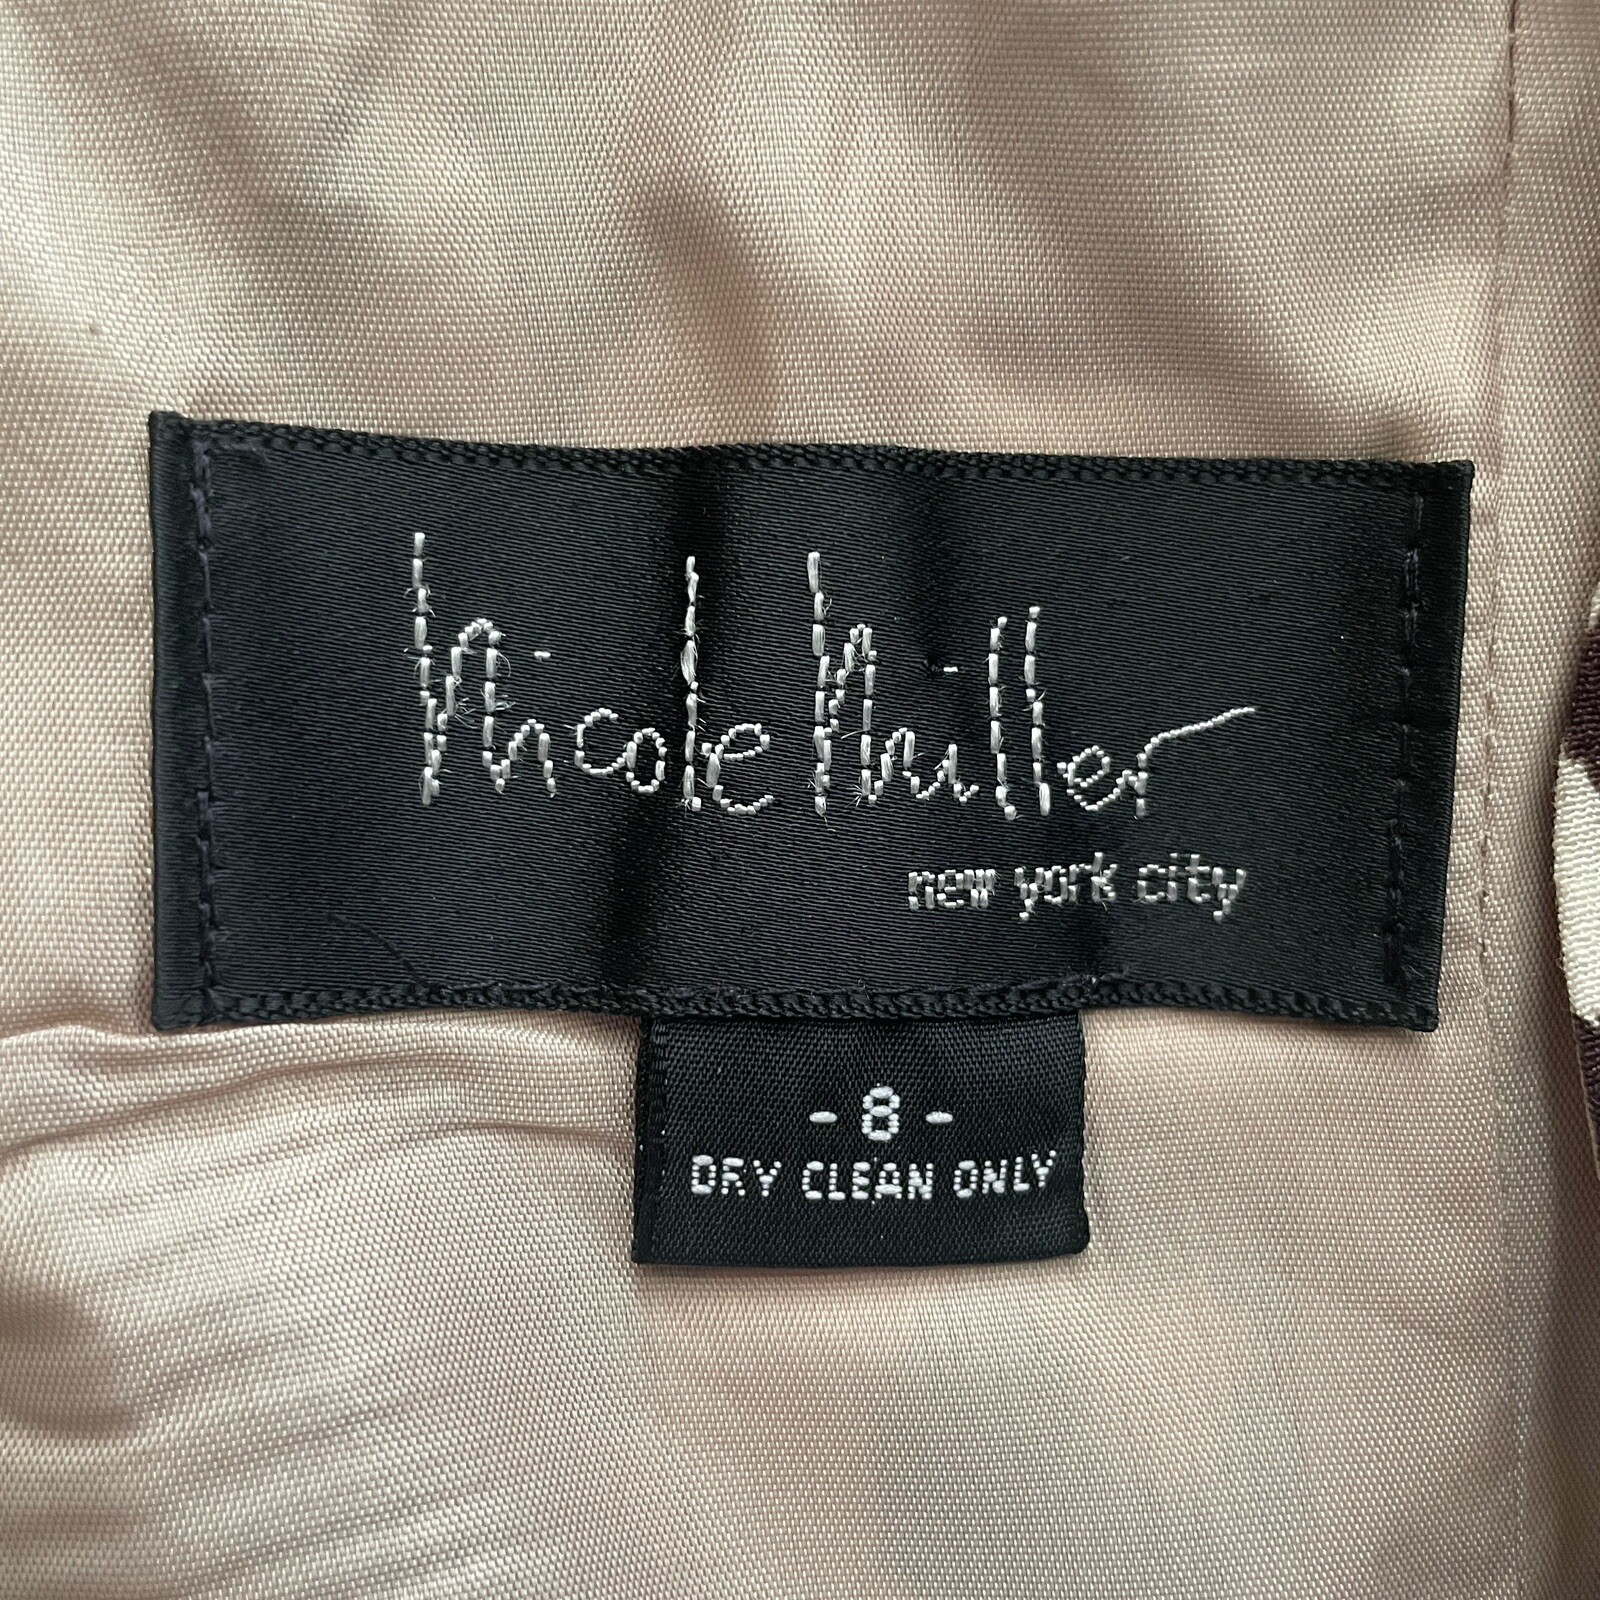 Nicole Miller
new york city
- 8 -
DRY CLEAN ONLY